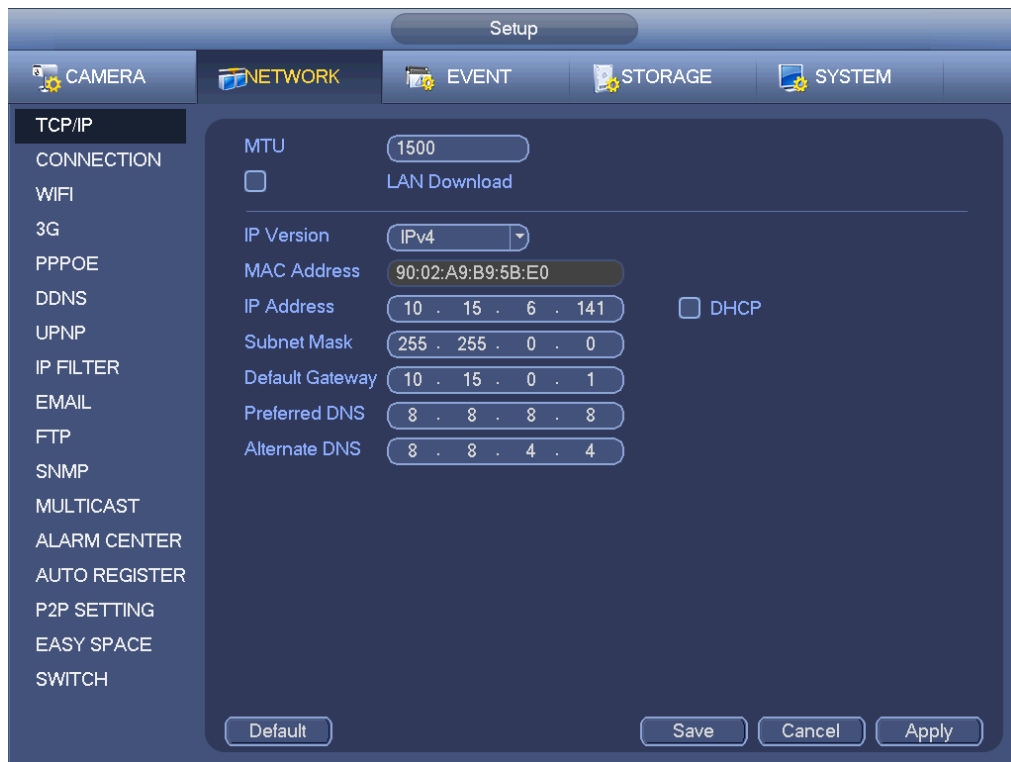 Setup
CAMERA NETWORK EVENT STORAGE SYSTEM
TCP/IP
CONNECTION
WIFI
3G
PPPOE
DDNS
UPNP
IP FILTER
EMAIL
FTP
SNMP
MULTICAST
ALARM CENTER
AUTO REGISTER
P2P SETTING
EASY SPACE
SWITCH
MTU 1500
LAN Download
IP Version IPv4
MAC Address 90:02:A9:B9:5B:E0
IP Address 10 . 15 . 6 . 141 DHCP
Subnet Mask 255 . 255 . 0 . 0
Default Gateway 10 . 15 . 0 . 1
Preferred DNS 8 . 8 . 8 . 8
Alternate DNS 8 . 8 . 4 . 4
Default Save Cancel Apply